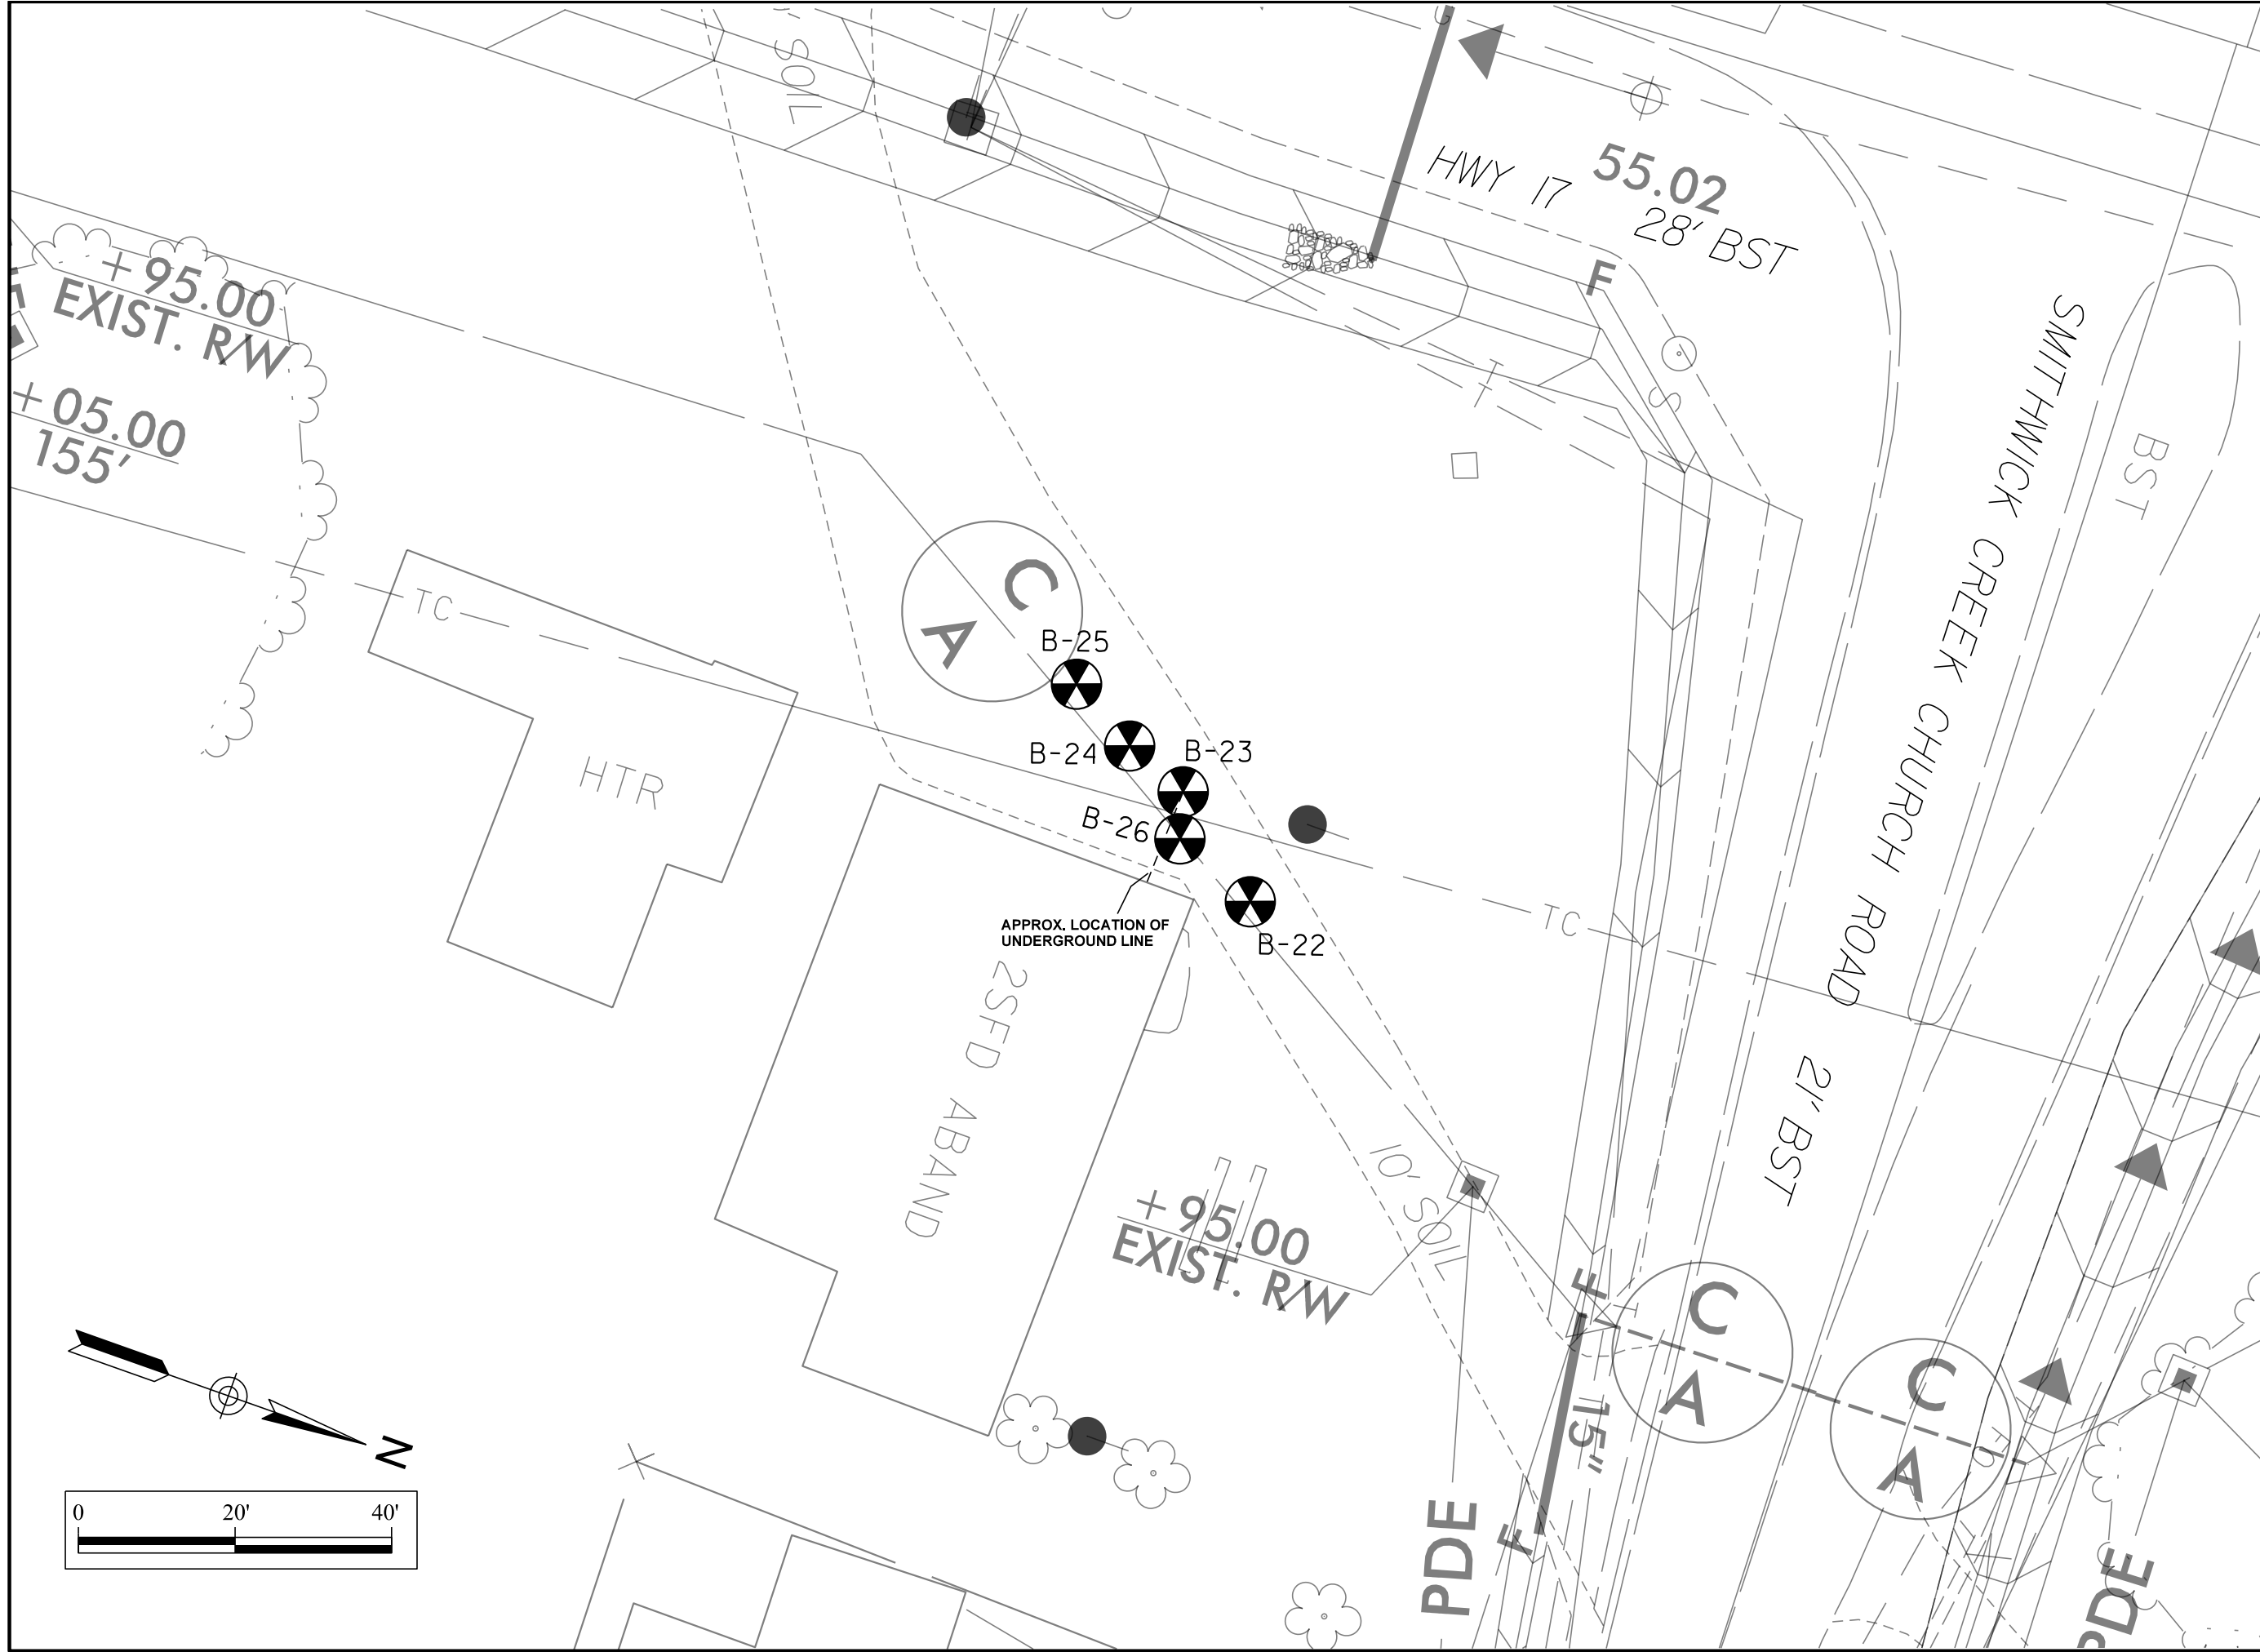 10' SOIL
S
HWY 17
55.02
28' BST
F
+ 95.00
EXIST. R/W
+ 05.00
155'
T
S
SMITHWICK CREEK CHURCH ROAD 21' BST
BST
TC
C
A
B-25
B-24
B-23
B-26
B-22
TC
HTR
APPROX. LOCATION OF
UNDERGROUND LINE
2SFD ABAND
10' SOIL
+ 95.00
EXIST. R/W
F
T
C
A
C
A
15"
F
PDE
PDE
N
0 20' 40'